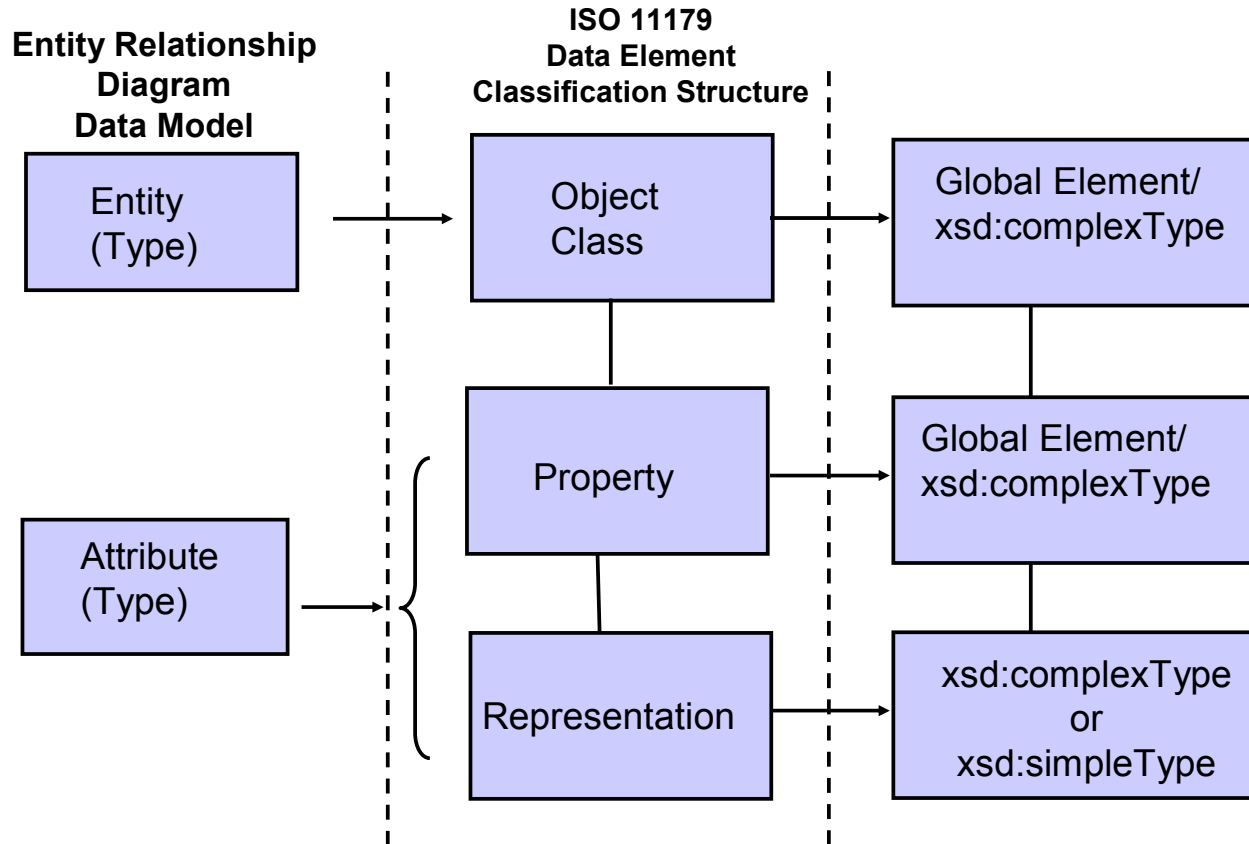 Entity Relationship
Diagram
Data Model
ISO 11179
Data Element
Classification Structure
Entity
(Type)
Object
Class
Global Element/
xsd:complexType
Property
Global Element/
xsd:complexType
Attribute
(Type)
Representation
xsd:complexType
or
xsd:simpleType